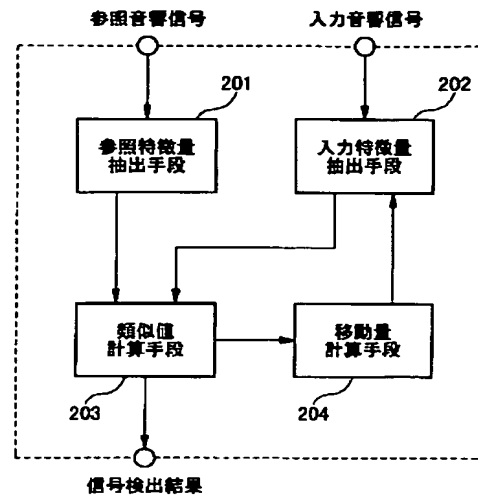 参照音響信号
入力音響信号
201
202
参照特徴量
抽出手段
入力特徴量
抽出手段
類似値
計算手段
移動量
計算手段
203
204
信号検出結果